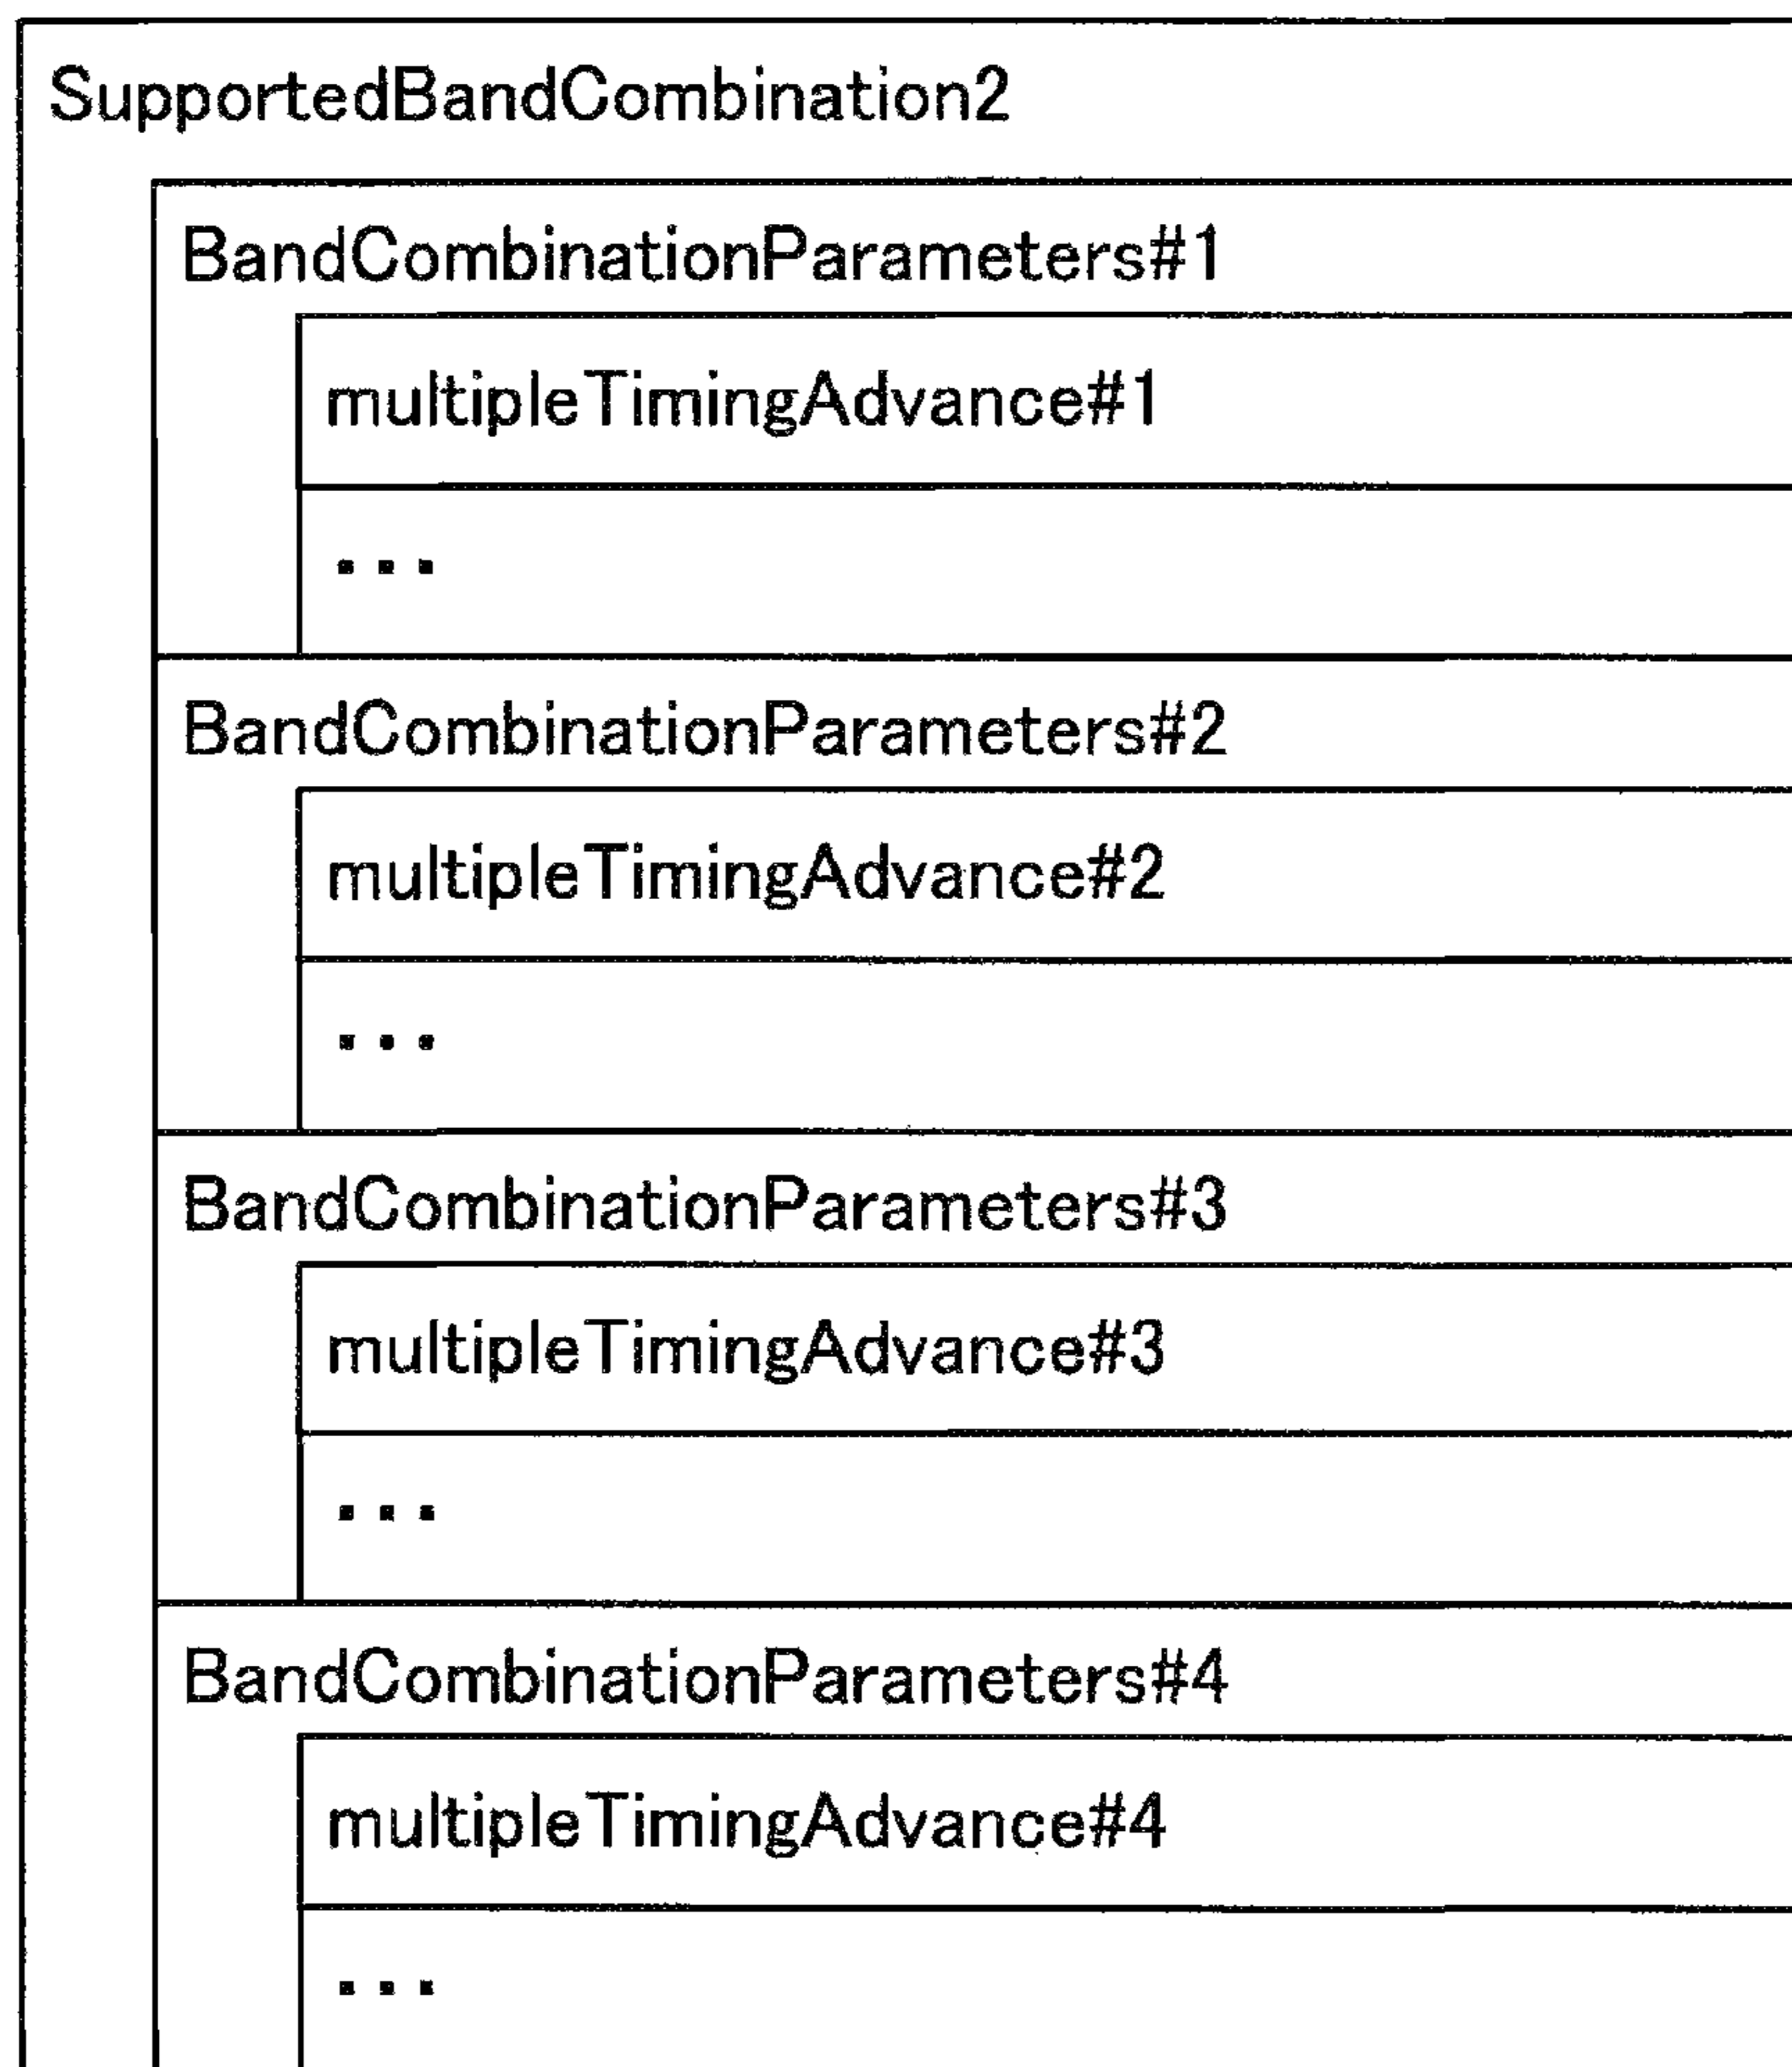 SupportedBandCombination2
BandCombinationParameters#1
multipleTimingAdvance#1
...
BandCombinationParameters#2
multipleTimingAdvance#2
...
BandCombinationParameters#3
multipleTimingAdvance#3
...
BandCombinationParameters#4
multipleTimingAdvance#4
...